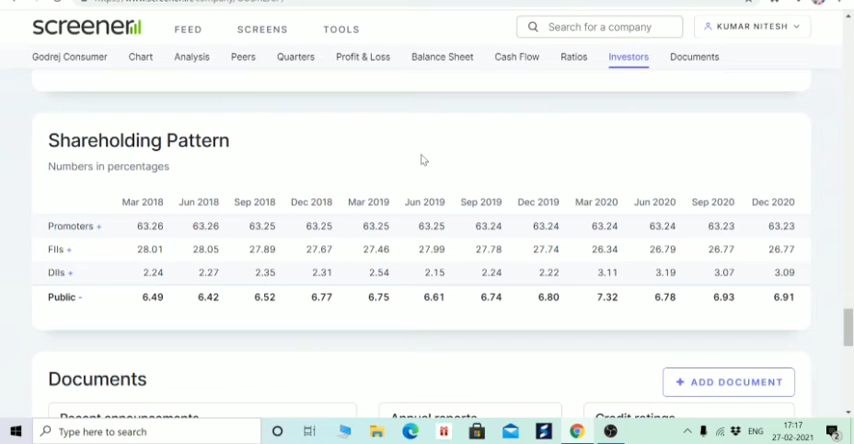 screener
FEED SCREENS TOOLS
Search for a company
KUMAR NITESH
Godrej Consumer Chart Analysis Peers Quarters Profit & Loss Balance Sheet Cash Flow Ratios Investors Documents
Shareholding Pattern
Numbers in percentages
Mar 2018 Jun 2018 Sep 2018 Dec 2018 Mar 2019 Jun 2019 Sep 2019 Dec 2019 Mar 2020 Jun 2020 Sep 2020 Dec 2020
Promoters + 63.26 63.26 63.25 63.25 63.25 63.25 63.24 63.24 63.24 63.24 63.23 63.23
FIIs + 28.01 28.05 27.89 27.67 27.46 27.99 27.78 27.74 26.34 26.79 26.77 26.77
DIIs + 2.24 2.27 2.35 2.31 2.54 2.15 2.24 2.22 3.11 3.19 3.07 3.09
Public - 6.49 6.42 6.52 6.77 6.75 6.61 6.74 6.80 7.32 6.78 6.93 6.91
Documents
+ ADD DOCUMENT
Recent announcements Annual reports Credit ratings
Type here to search
ENG
17:17
27-02-2021
2